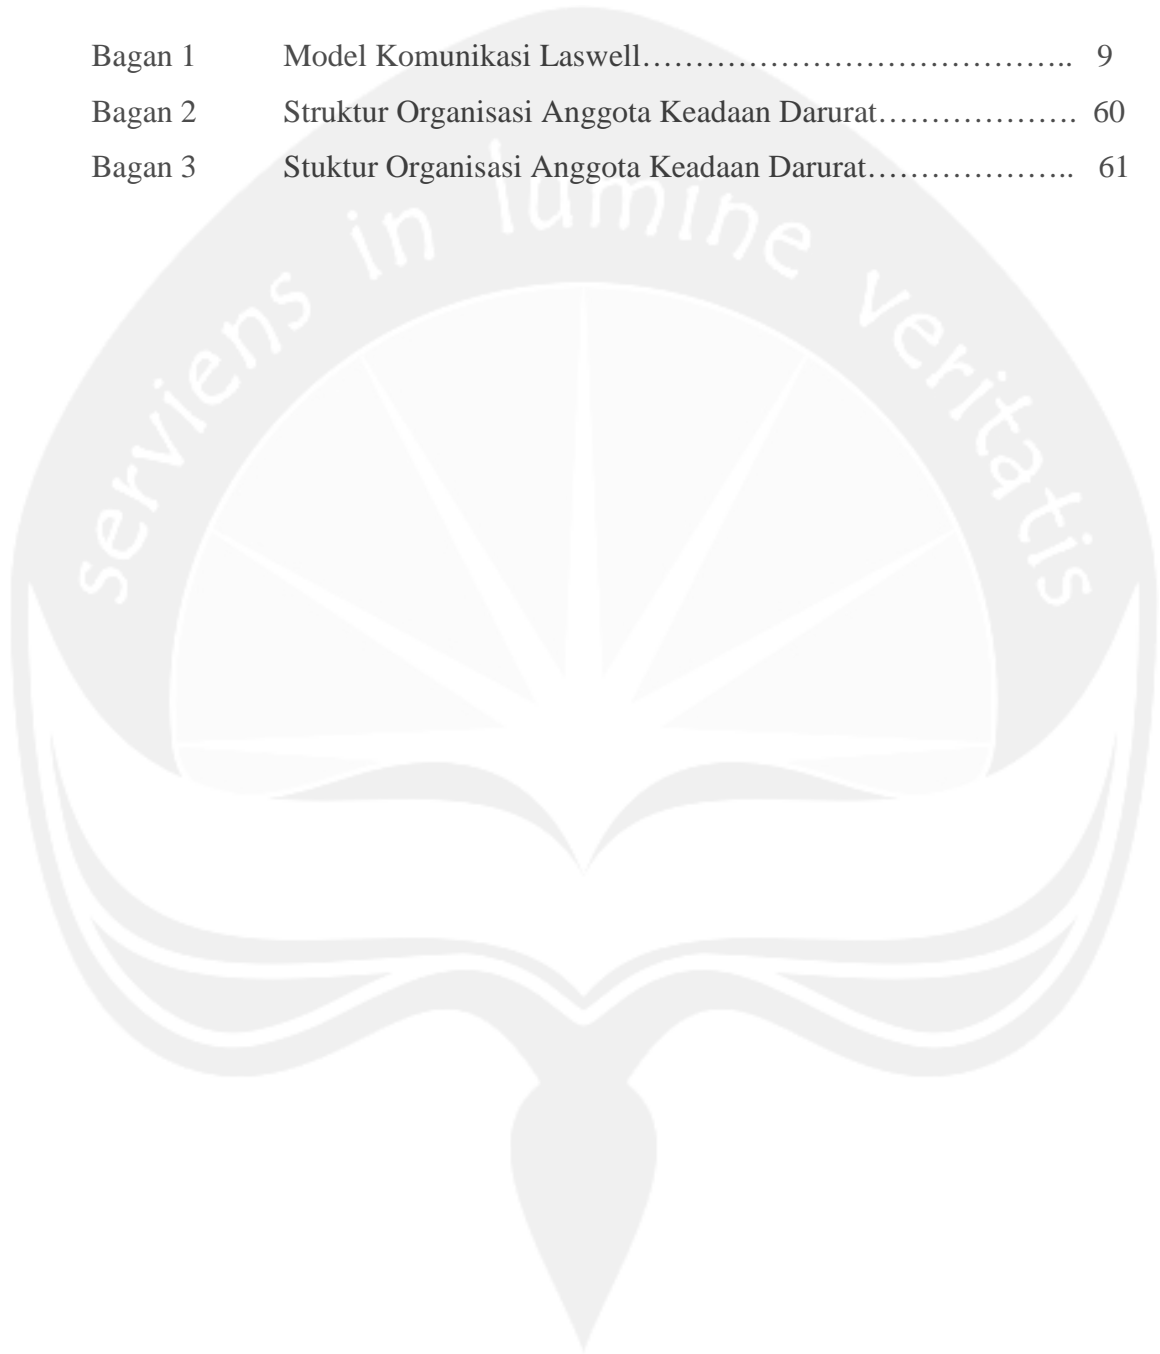 Bagan 1 Model Komunikasi Laswell………………………………….. 9
Bagan 2 Struktur Organisasi Anggota Keadaan Darurat………………. 60
Bagan 3 Stuktur Organisasi Anggota Keadaan Darurat……………….. 61
serviens in lumine veritatis